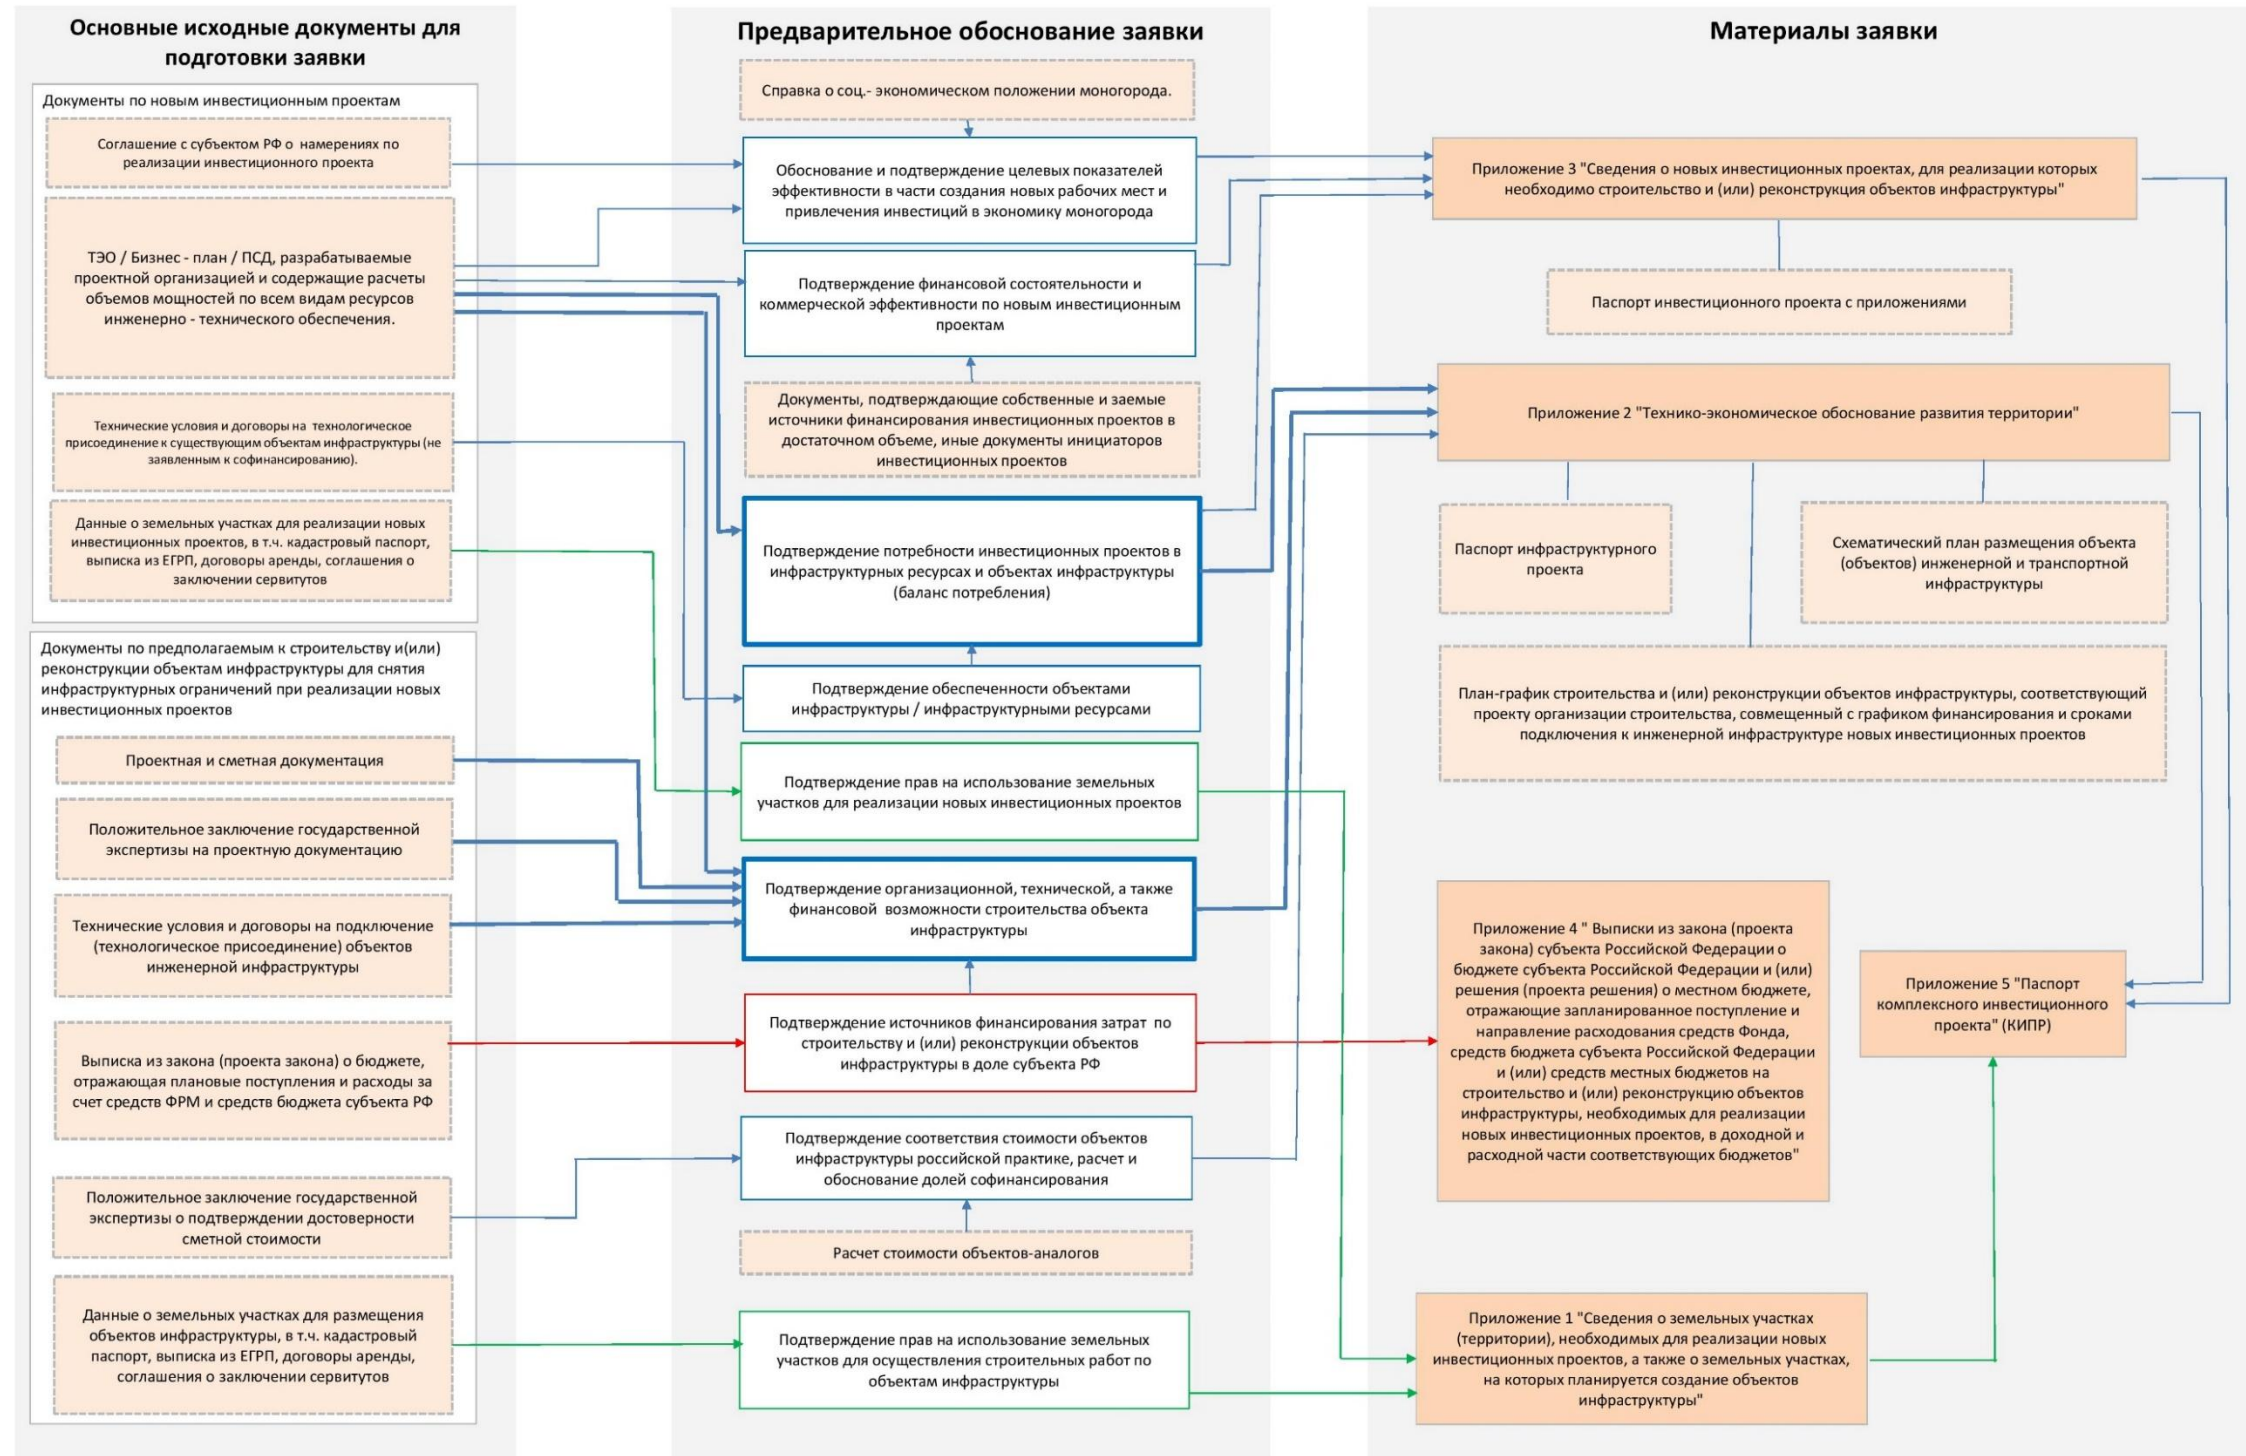 Основные исходные документы для
подготовки заявки
Документы по новым инвестиционным проектам
Соглашение с субъектом РФ о намерениях по
реализации инвестиционного проекта
ТЭО / Бизнес - план / ПСД, разрабатываемые
проектной организацией и содержащие расчеты
объемов мощностей по всем видам ресурсов
инженерно - технического обеспечения.
Технические условия и договоры на технологическое
присоединение к существующим объектам инфраструктуры (не
заявленным к софинансированию).
Данные о земельных участках для реализации новых
инвестиционных проектов, в т.ч. кадастровый паспорт,
выписка из ЕГРП, договоры аренды, соглашения о
заключении сервитутов
Документы по предполагаемым к строительству и(или)
реконструкции объектам инфраструктуры для снятия
инфраструктурных ограничений при реализации новых
инвестиционных проектов
Проектная и сметная документация
Положительное заключение государственной
экспертизы на проектную документацию
Технические условия и договоры на подключение
(технологическое присоединение) объектов
инженерной инфраструктуры
Выписка из закона (проекта закона) о бюджете,
отражающая плановые поступления и расходы за
счет средств ФРМ и средств бюджета субъекта РФ
Положительное заключение государственной
экспертизы о подтверждении достоверности
сметной стоимости
Данные о земельных участках для размещения
объектов инфраструктуры, в т.ч. кадастровый
паспорт, выписка из ЕГРП, договоры аренды,
соглашения о заключении сервитутов
Предварительное обоснование заявки
Справка о соц.- экономическом положении моногорода.
Обоснование и подтверждение целевых показателей
эффективности в части создания новых рабочих мест и
привлечения инвестиций в экономику моногорода
Подтверждение финансовой состоятельности и
коммерческой эффективности по новым инвестиционным
проектам
Документы, подтверждающие собственные и заемые
источники финансирования инвестиционных проектов в
достаточном объеме, иные документы инициаторов
инвестиционных проектов
Подтверждение потребности инвестиционных проектов в
инфраструктурных ресурсах и объектах инфраструктуры
(баланс потребления)
Подтверждение обеспеченности объектами
инфраструктуры / инфраструктурными ресурсами
Подтверждение прав на использование земельных
участков для реализации новых инвестиционных проектов
Подтверждение организационной, технической, а также
финансовой возможности строительства объекта
инфраструктуры
Подтверждение источников финансирования затрат по
строительству и (или) реконструкции объектов
инфраструктуры в доле субъекта РФ
Подтверждение соответствия стоимости объектов
инфраструктуры российской практике, расчет и
обоснование долей софинансирования
Расчет стоимости объектов-аналогов
Подтверждение прав на использование земельных
участков для осуществления строительных работ по
объектам инфраструктуры
Материалы заявки
Приложение 3 "Сведения о новых инвестиционных проектах, для реализации которых
необходимо строительство и (или) реконструкция объектов инфраструктуры"
Паспорт инвестиционного проекта с приложениями
Приложение 2 "Технико-экономическое обоснование развития территории"
Паспорт инфраструктурного
проекта
Схематический план размещения объекта
(объектов) инженерной и транспортной
инфраструктуры
План-график строительства и (или) реконструкции объектов инфраструктуры, соответствующий
проекту организации строительства, совмещенный с графиком финансирования и сроками
подключения к инженерной инфраструктуре новых инвестиционных проектов
Приложение 4 " Выписки из закона (проекта
закона) субъекта Российской Федерации о
бюджете субъекта Российской Федерации и (или)
решения (проекта решения) о местном бюджете,
отражающие запланированное поступление и
направление расходования средств Фонда,
средств бюджета субъекта Российской Федерации
и (или) средств местных бюджетов на
строительство и (или) реконструкцию объектов
инфраструктуры, необходимых для реализации
новых инвестиционных проектов, в доходной и
расходной части соответствующих бюджетов"
Приложение 5 "Паспорт
комплексного инвестиционного
проекта" (КИПР)
Приложение 1 "Сведения о земельных участках
(территории), необходимых для реализации новых
инвестиционных проектов, а также о земельных участках,
на которых планируется создание объектов
инфраструктуры"